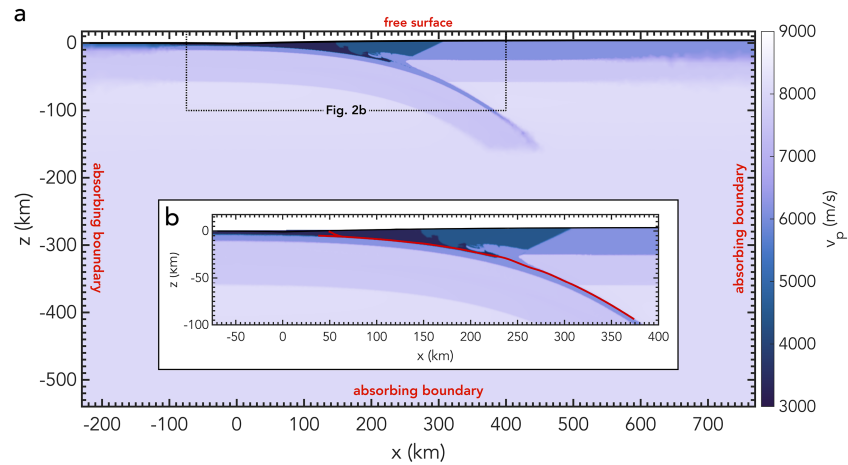 a
free surface
0
-100
-200
-300
-400
-500
z (km)
absorbing boundary
Fig. 2b
b
0
-50
-100
z (km)
-50 0 50 100 150 200 250 300 350 400
x (km)
absorbing boundary
absorbing boundary
-200 -100 0 100 200 300 400 500 600 700
x (km)
9000
8000
7000
6000
5000
4000
3000
v_p (m/s)